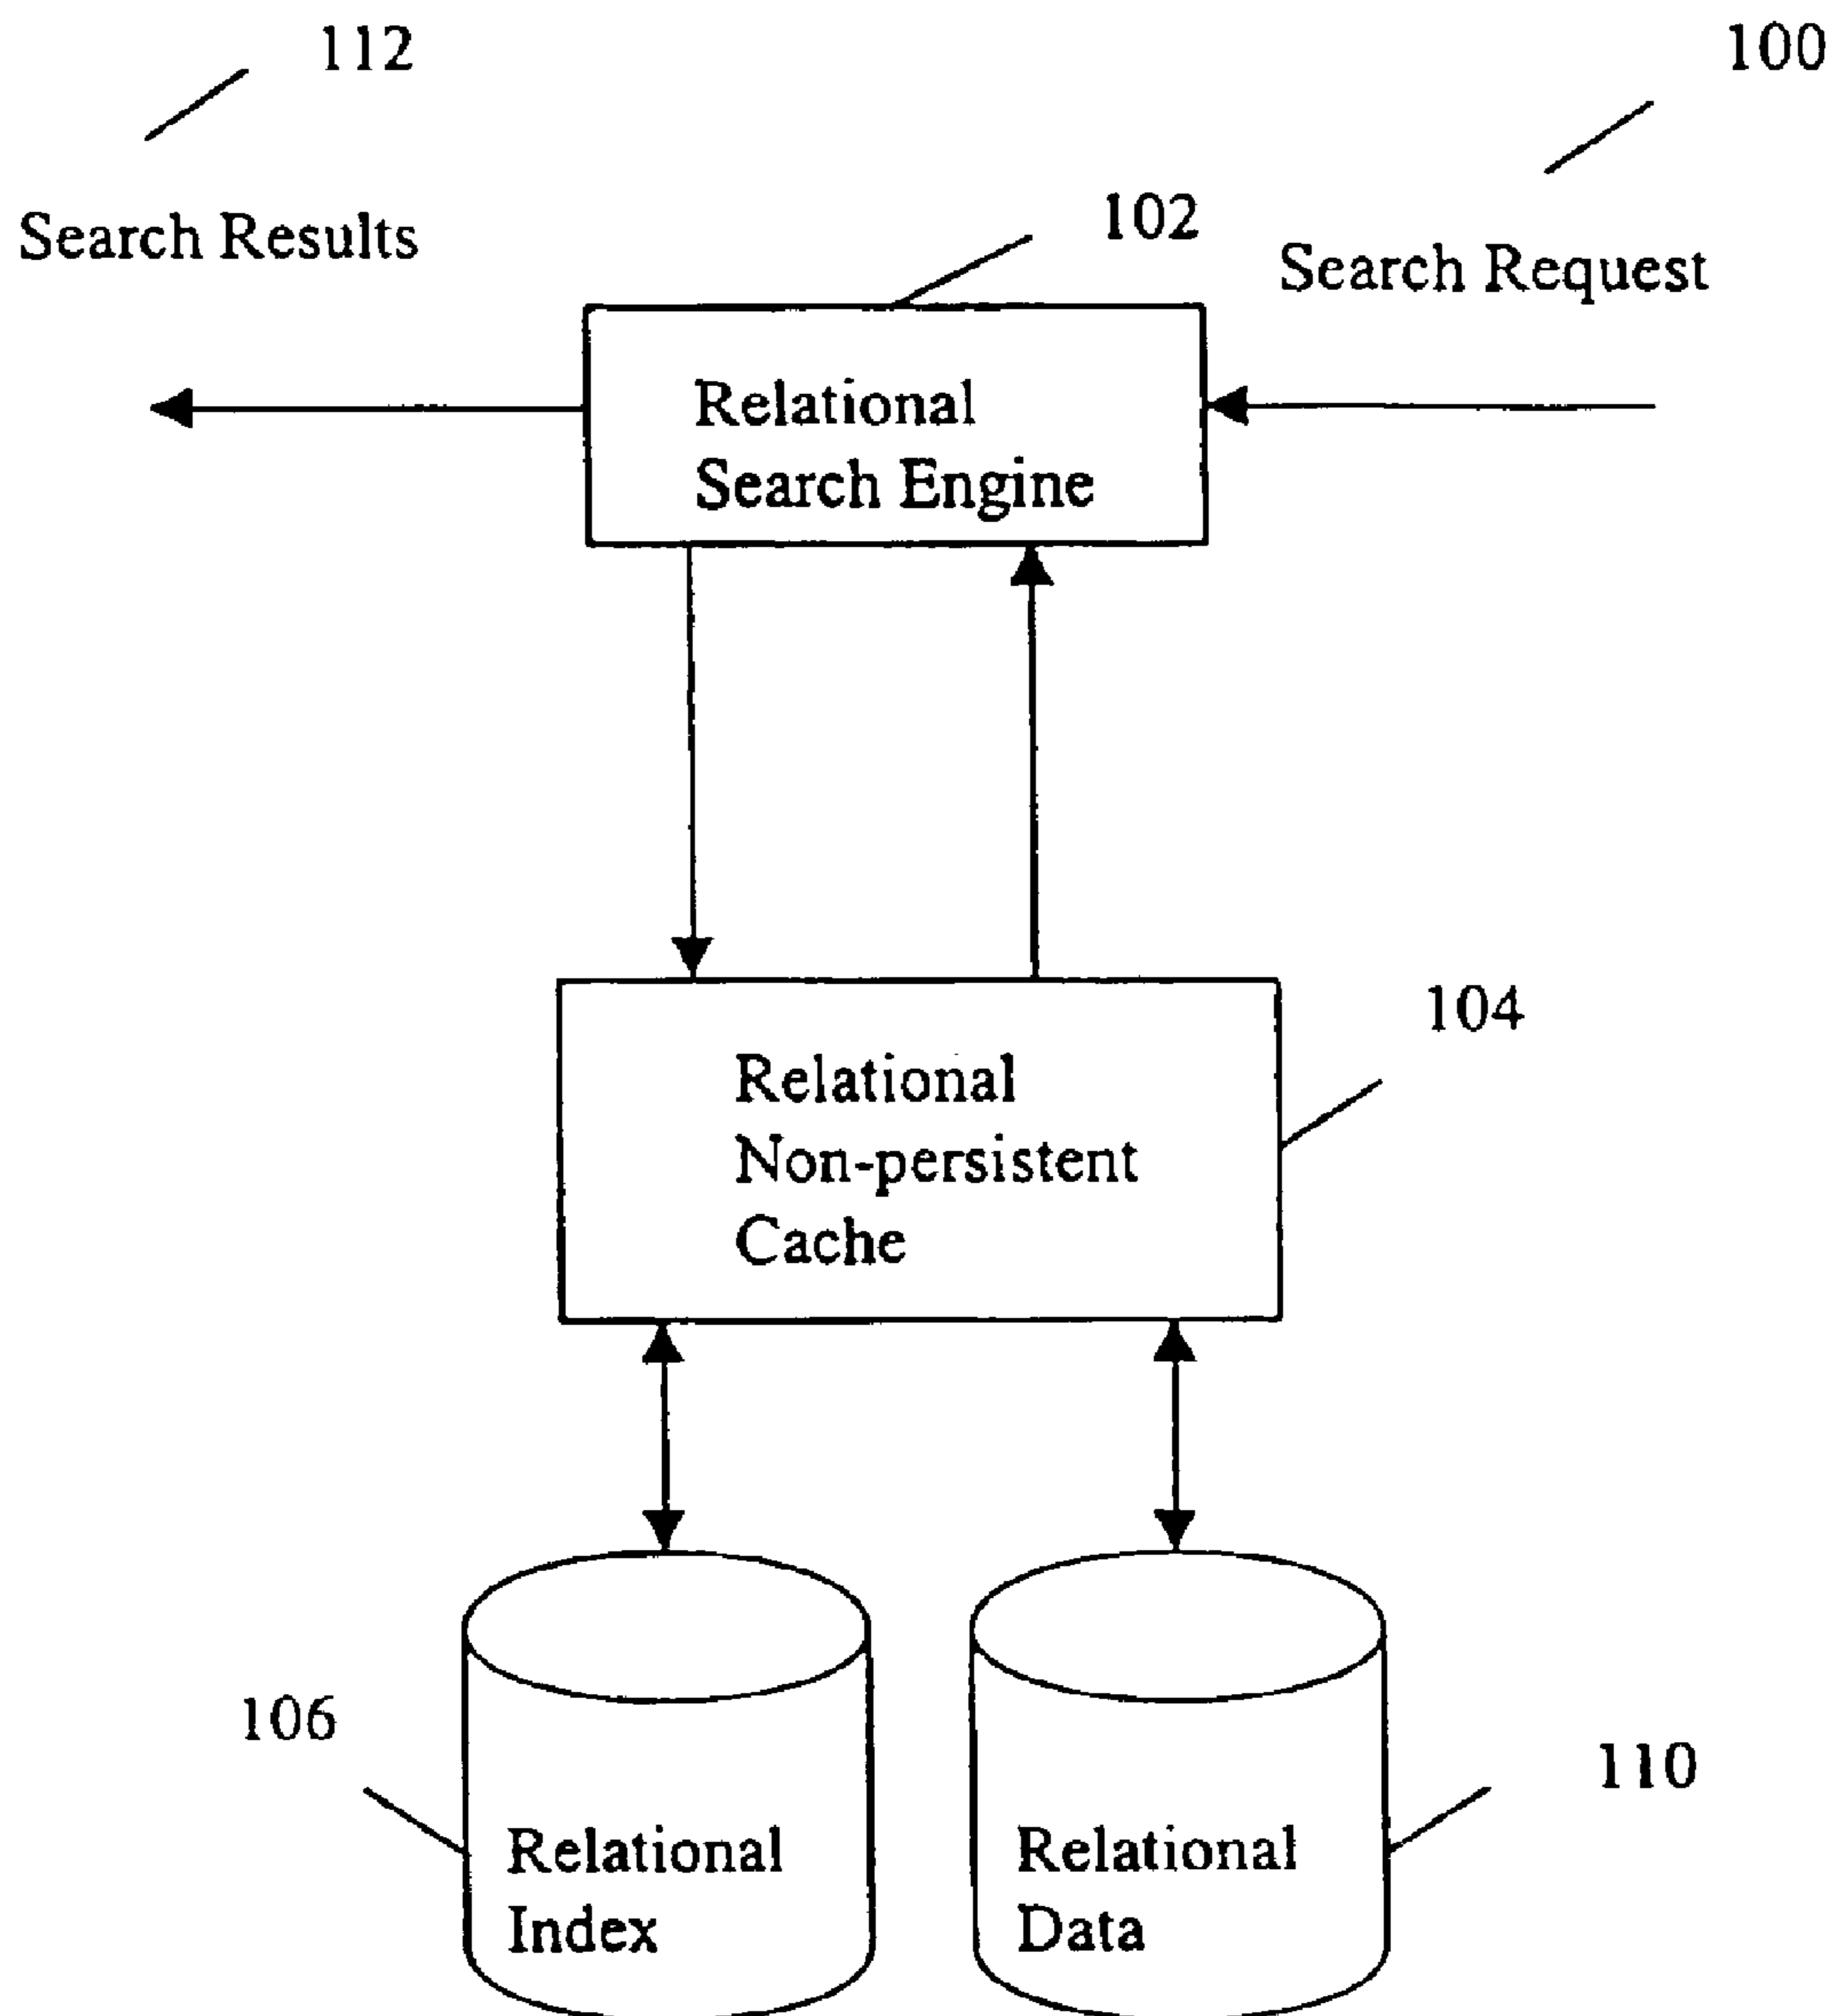 112
100
Search Results
102
Search Request
Relational
Search Engine
104
Relational
Non-persistent
Cache
106
110
Relational
Index
Relational
Data